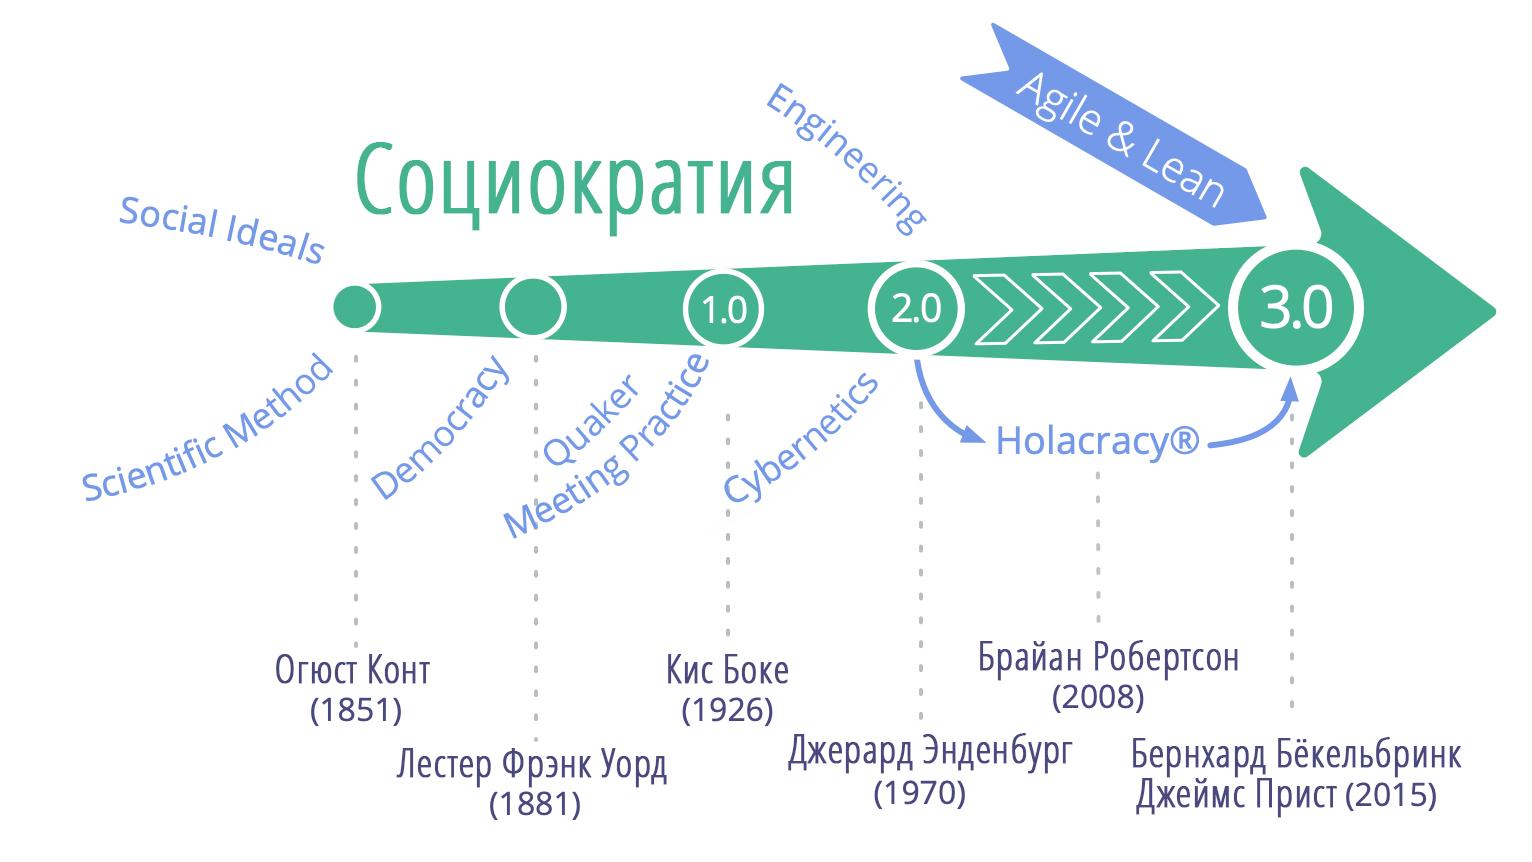 Социократия
Social Ideals
Engineering
Agile & Lean
1.0
2.0
3.0
Scientific Method
Democracy
Quaker
Meeting Practice
Cybernetics
Holacracy®
Огюст Конт
(1851)
Лестер Фрэнк Уорд
(1881)
Кис Боке
(1926)
Джерард Энденбург
(1970)
Брайан Робертсон
(2008)
Бернхард Бёкельбринк
Джеймс Прист (2015)